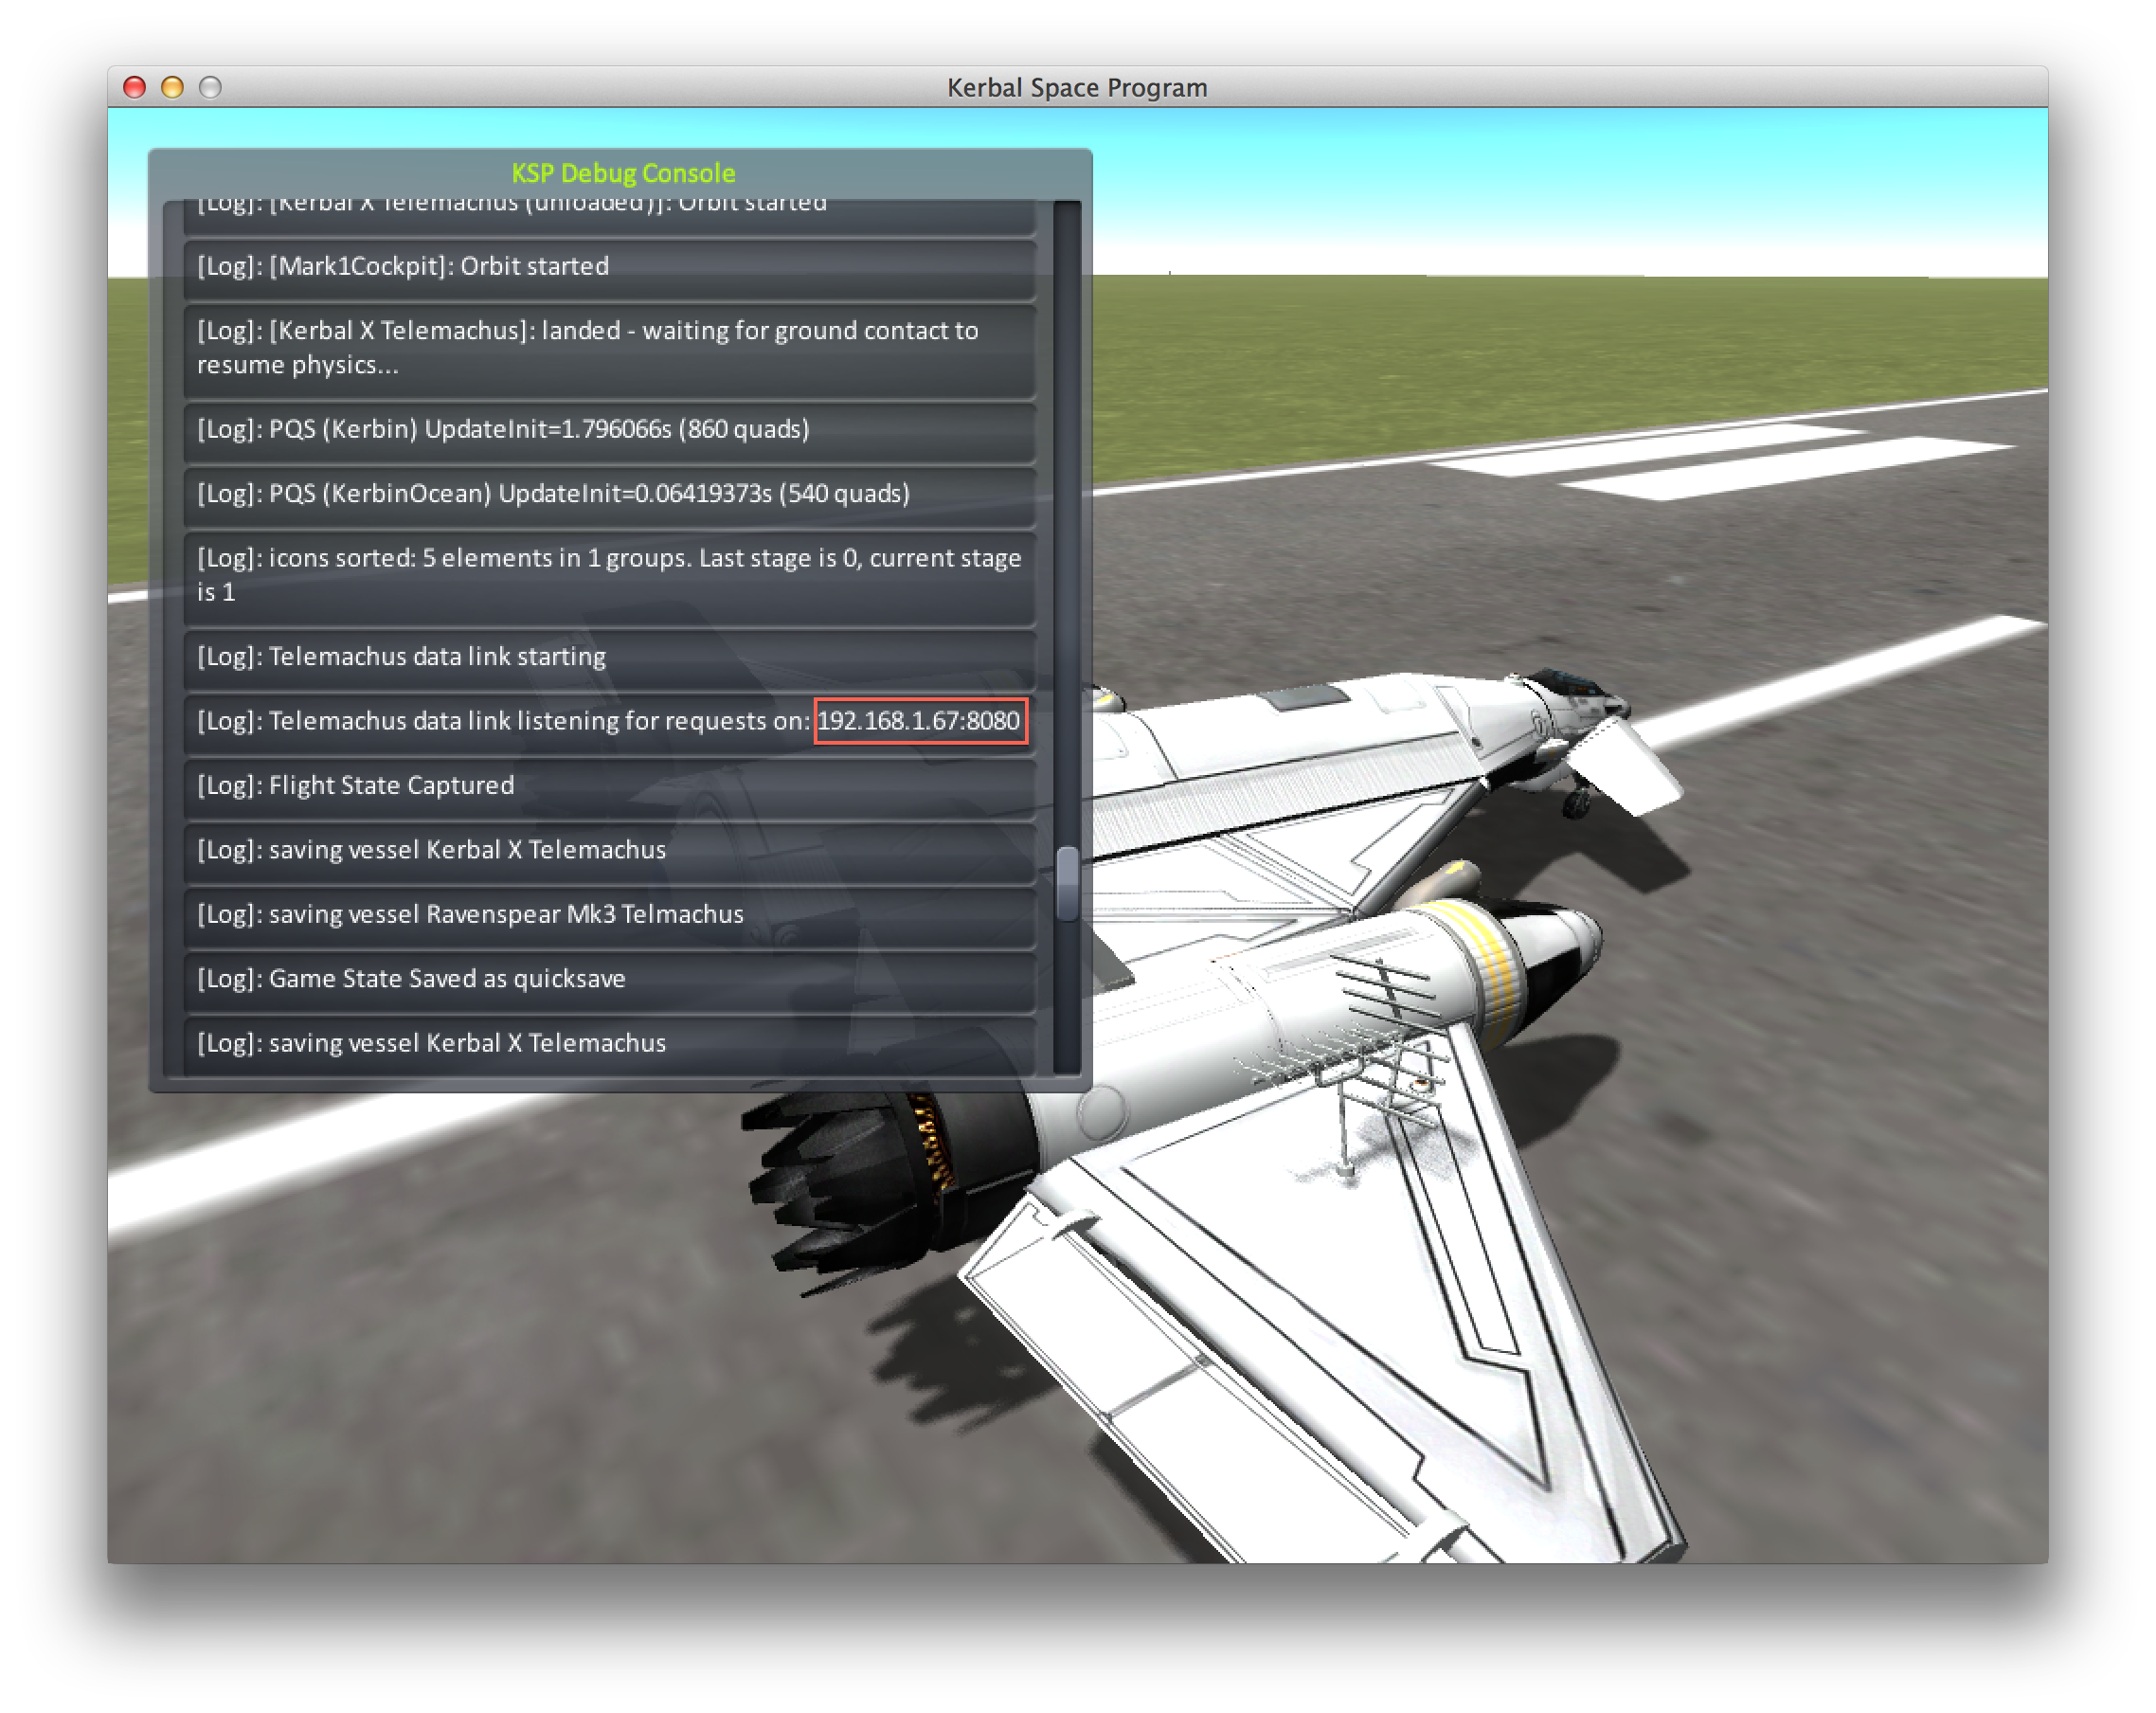 Kerbal Space Program
KSP Debug Console
[Log]: [Kerbal X Telemachus (unloaded)]: Orbit started
[Log]: [Mark1Cockpit]: Orbit started
[Log]: [Kerbal X Telemachus]: landed - waiting for ground contact to
resume physics...
[Log]: PQS (Kerbin) UpdateInit=1.796066s (860 quads)
[Log]: PQS (KerbinOcean) UpdateInit=0.06419373s (540 quads)
[Log]: icons sorted: 5 elements in 1 groups. Last stage is 0, current stage
is 1
[Log]: Telemachus data link starting
[Log]: Telemachus data link listening for requests on: 192.168.1.67:8080
[Log]: Flight State Captured
[Log]: saving vessel Kerbal X Telemachus
[Log]: saving vessel Ravenspear Mk3 Telmachus
[Log]: Game State Saved as quicksave
[Log]: saving vessel Kerbal X Telemachus